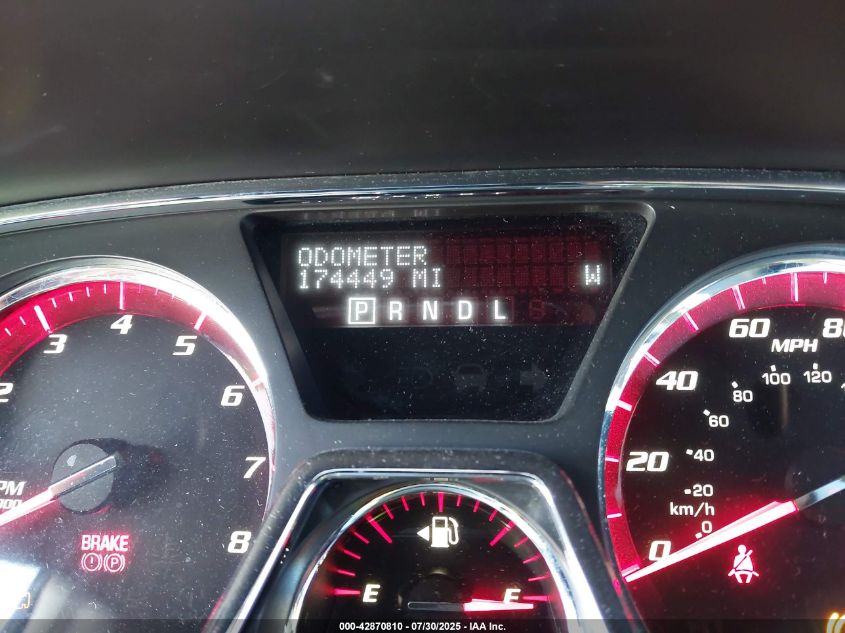 ODOMETER
174449 MI W
P R N D L
2 3 4 5 6 7 8
BRAKE
P
E
20 40 60 80
MPH
0 20 40 60 80 100 120
km/h
0
000-42870810 - 07/30/2025 - IAA Inc.